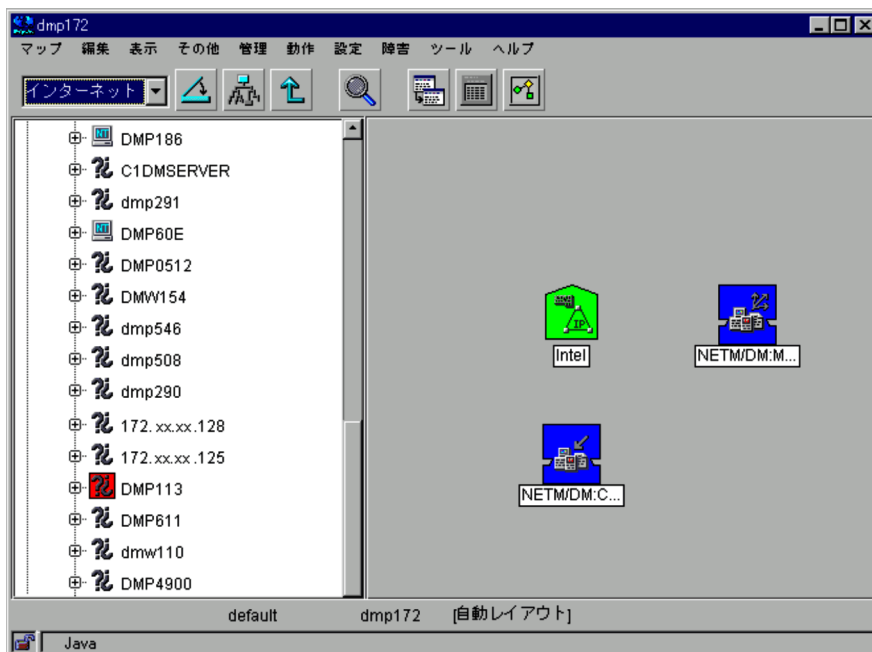 dmp172
マップ 編集 表示 その他 管理 動作 設定 障害 ツール ヘルプ
インターネット
DMP186
C1DMSERVER
dmp291
DMP60E
DMP0512
DMW154
dmp546
dmp508
dmp290
172.xx.xx.128
172.xx.xx.125
DMP113
DMP611
dmw110
DMP4900
IP
Intel
NETM/DM:M...
NETM/DM:C...
default dmp172 [自動レイアウト]
Java